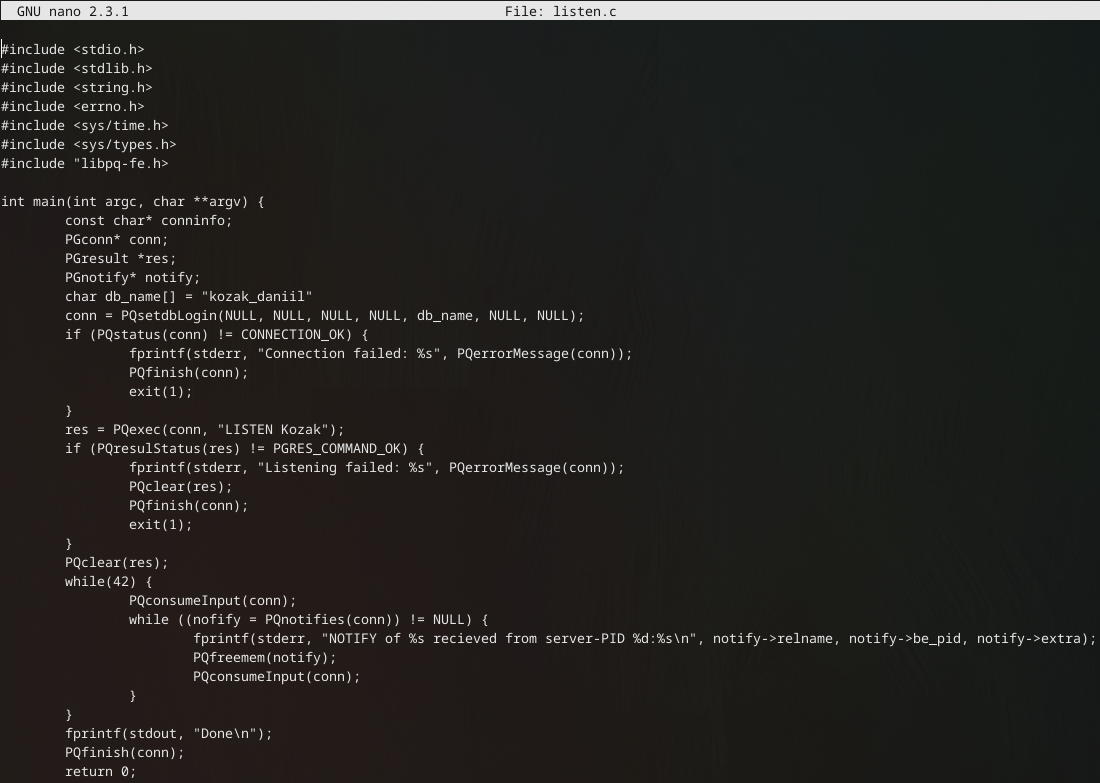 GNU nano 2.3.1 File: listen.c
#include <stdio.h>
#include <stdlib.h>
#include <string.h>
#include <errno.h>
#include <sys/time.h>
#include <sys/types.h>
#include "libpq-fe.h>
int main(int argc, char **argv) {
const char* conninfo;
PGconn* conn;
PGresult *res;
PGnotify* notify;
char db_name[] = "kozak_daniil"
conn = PQsetdbLogin(NULL, NULL, NULL, NULL, db_name, NULL, NULL);
if (PQstatus(conn) != CONNECTION_OK) {
fprintf(stderr, "Connection failed: %s", PQerrorMessage(conn));
PQfinish(conn);
exit(1);
}
res = PQexec(conn, "LISTEN Kozak");
if (PQresulStatus(res) != PGRES_COMMAND_OK) {
fprintf(stderr, "Listening failed: %s", PQerrorMessage(conn));
PQclear(res);
PQfinish(conn);
exit(1);
}
PQclear(res);
while(42) {
PQconsumeInput(conn);
while ((nofify = PQnotifies(conn)) != NULL) {
fprintf(stderr, "NOTIFY of %s recieved from server-PID %d:%s\n", notify->relname, notify->be_pid, notify->extra);
PQfreemem(notify);
PQconsumeInput(conn);
}
}
fprintf(stdout, "Done\n");
PQfinish(conn);
return 0;